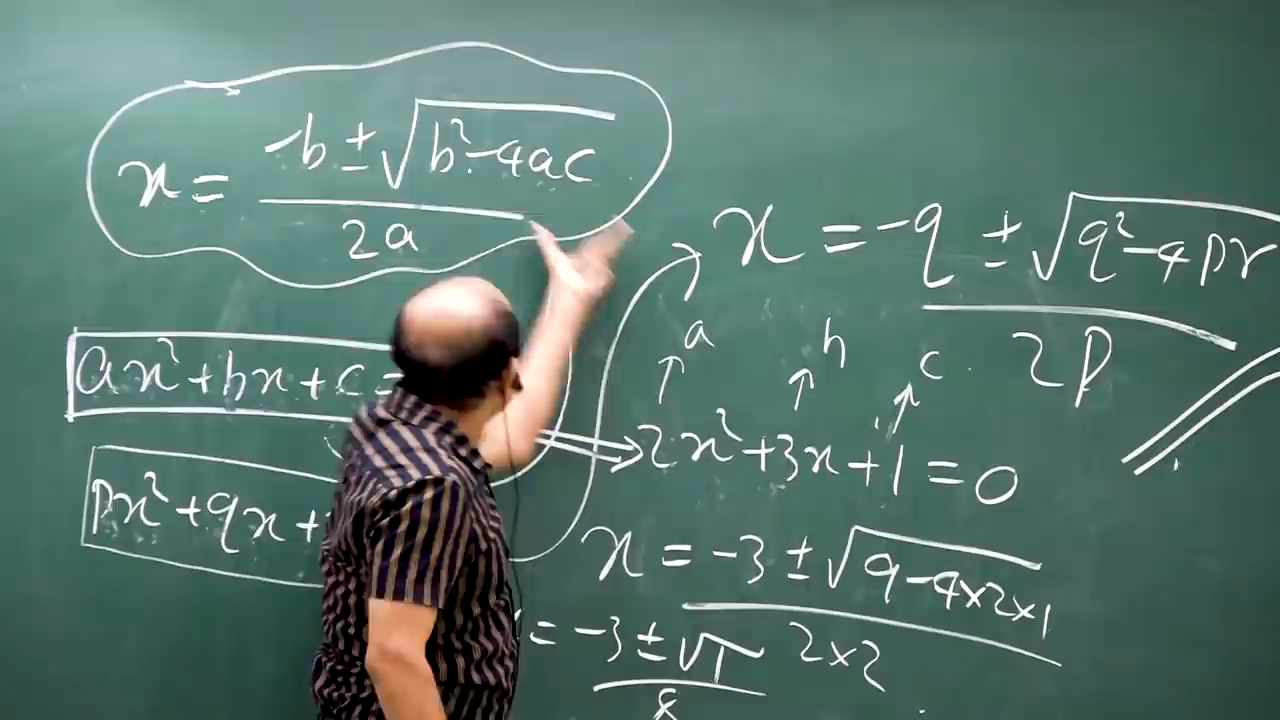 x = -b ± √b²-4ac
2a
ax² + bx + c =
px² + qx +
x = -q ± √q² - 4pr
2p
a b c
2x² + 3x + 1 = 0
x = -3 ± √9 - 4×2×1
2×2
= -3 ± √1